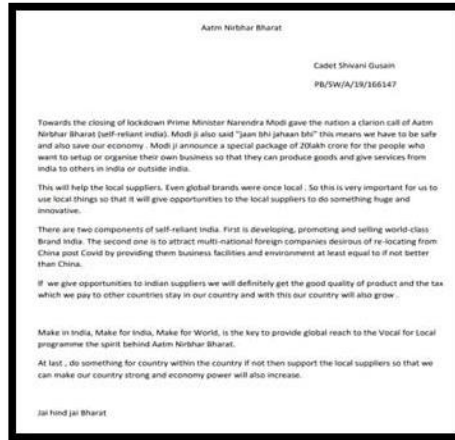 Aatm Nirbhar Bharat
Cadet Shivani Gusain
PB/SW/A/19/166147
Towards the closing of lockdown Prime Minister Narendra Modi gave the nation a clarion call of Aatm
Nirbhar Bharat (self-reliant india). Modi ji also said "jaan bhi jahaan bhi" this means we have to be safe
and also save our economy . Modi ji announce a special package of 20lakh crore for the people who
want to setup or organise their own business so that they can produce goods and give services from
india to others in india or outside india.
This will help the local suppliers. Even global brands were once local . So this is very important for us to
use local things so that it will give opportunities to the local suppliers to do something huge and
innovative.
There are two components of self-reliant India. First is developing, promoting and selling world-class
Brand India. The second one is to attract multi-national foreign companies desirous of re-locating from
China post Covid by providing them business facilities and environment at least equal to if not better
than China.
If we give opportunities to indian suppliers we will definitely get the good quality of product and the tax
which we pay to other countries stay in our country and with this our country will also grow .
Make in India, Make for India, Make for World, is the key to provide global reach to the Vocal for Local
programme the spirit behind Aatm Nirbhar Bharat.
At last , do something for country within the country if not then support the local suppliers so that we
can make our country strong and economy power will also increase.
Jai hind jai Bharat